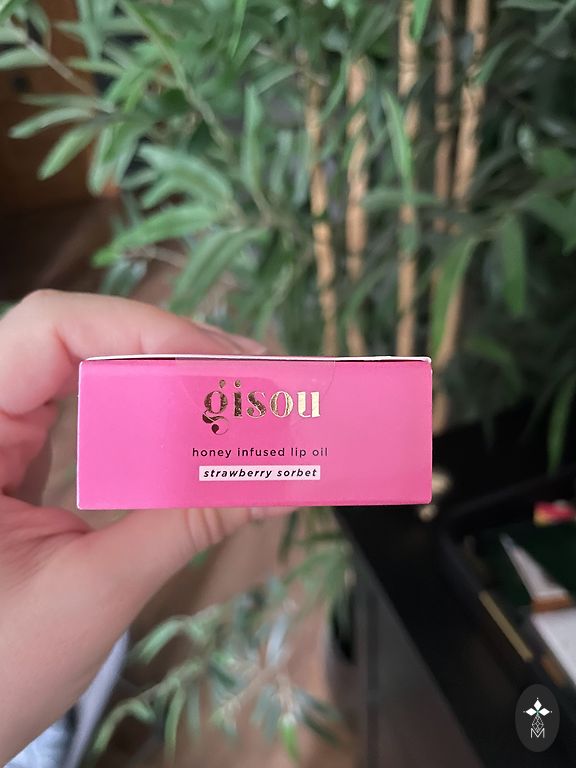 gisou
honey infused lip oil
strawberry sorbet